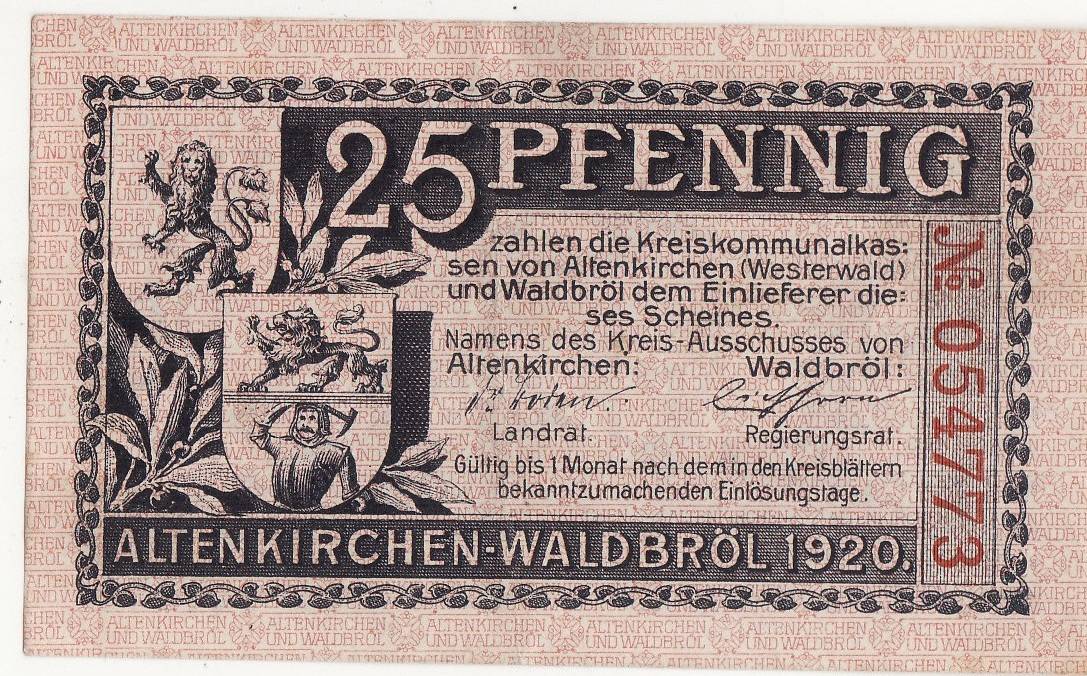 25 PFENNIG
zahlen die Kreiskommunalkas:
sen von Altenkirchen (Westerwald)
und Waldbröl dem Einlieferer die:
ses Scheines.
Namens des Kreis-Ausschusses von
Altenkirchen: Waldbröl:
Landrat. Regierungsrat.
Gültig bis 1 Monat nach dem in den Kreisblättern
bekanntzumachenden Einlösungstage.
ALTENKIRCHEN-WALDBRÖL 1920.
№ 054773
ALTENKIRCHEN
UND WALDBRÖL